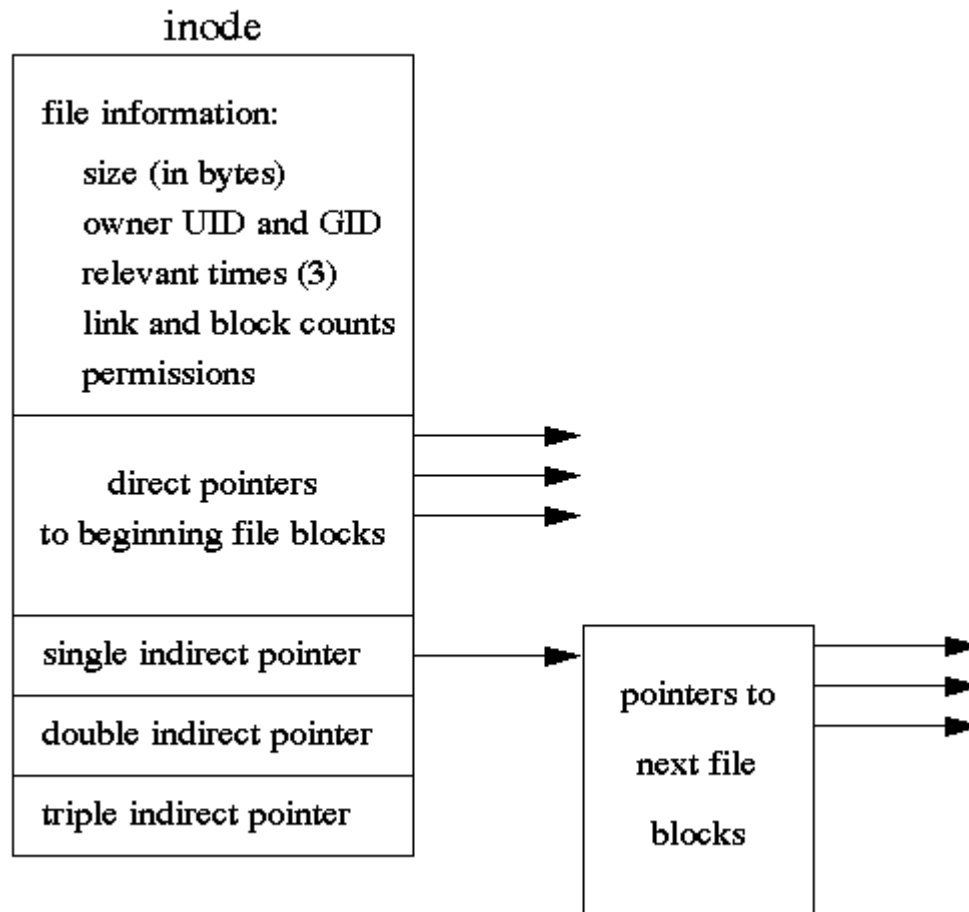 inode
file information:
size (in bytes)
owner UID and GID
relevant times (3)
link and block counts
permissions
direct pointers
to beginning file blocks
single indirect pointer
double indirect pointer
triple indirect pointer
pointers to
next file
blocks